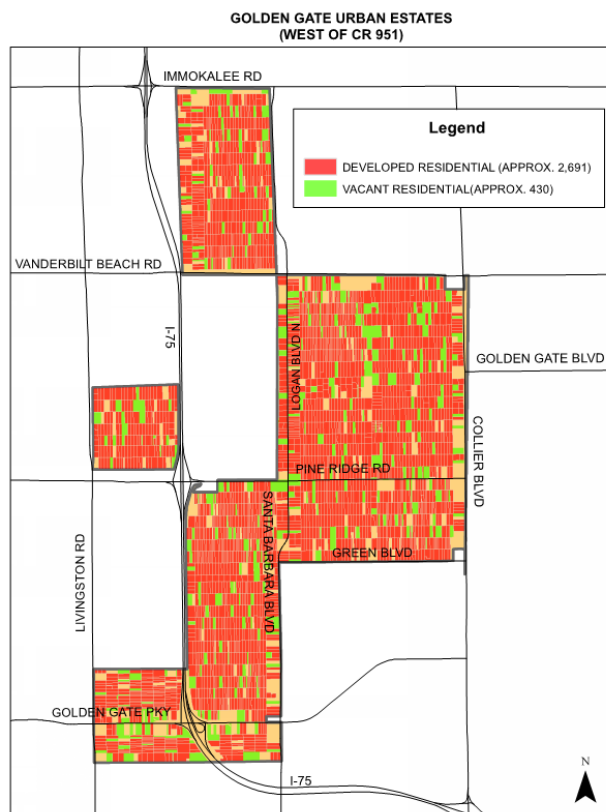 GOLDEN GATE URBAN ESTATES
(WEST OF CR 951)
IMMOKALEE RD
Legend
DEVELOPED RESIDENTIAL (APPROX. 2,691)
VACANT RESIDENTIAL(APPROX. 430)
VANDERBILT BEACH RD
I-75
LOGAN BLVD N
GOLDEN GATE BLVD
COLLIER BLVD
PINE RIDGE RD
SANTA BARBARA BLVD
GREEN BLVD
LIVINGSTON RD
GOLDEN GATE PKY
I-75
N